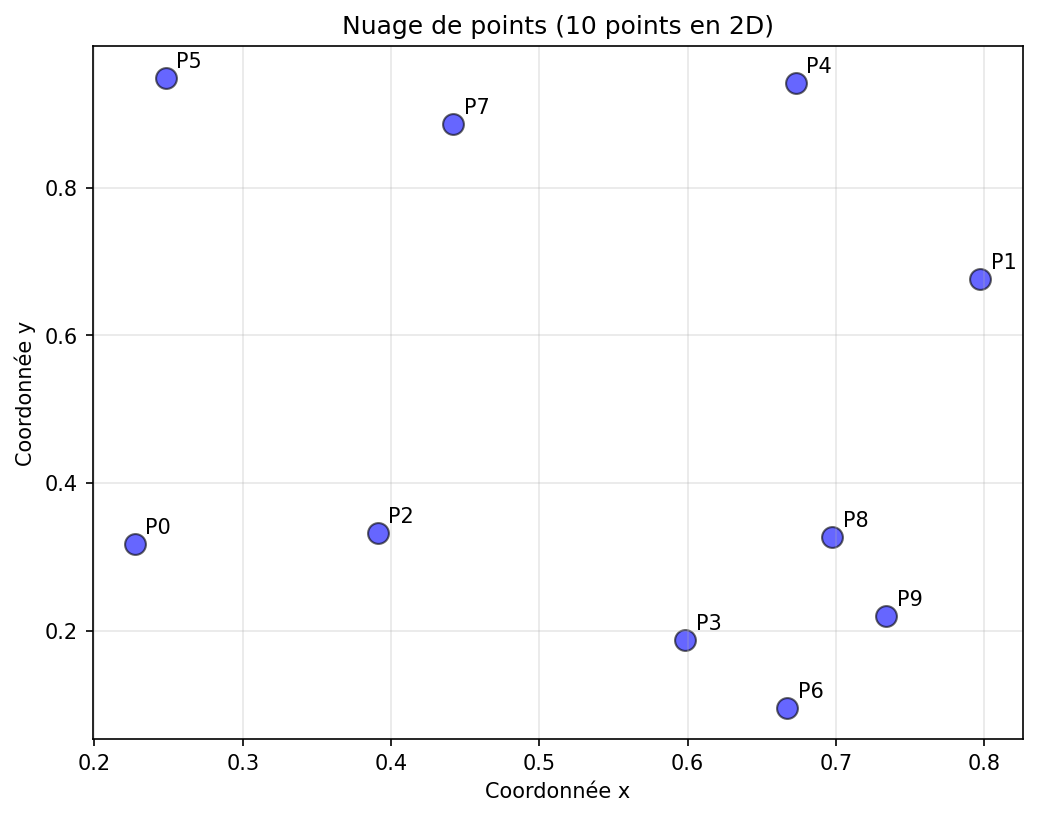 Nuage de points (10 points en 2D)
P5
P4
P7
0.8
P1
0.6
Coordonnée y
0.4
P2
P0
P8
P9
P3
0.2
P6
0.2 0.3 0.4 0.5 0.6 0.7 0.8
Coordonnée x